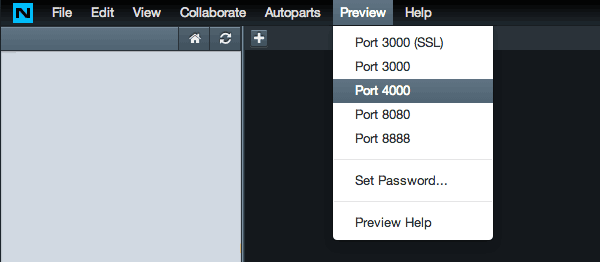 N File Edit View Collaborate Autoparts Preview Help
Port 3000 (SSL)
Port 3000
Port 4000
Port 8080
Port 8888
Set Password...
Preview Help